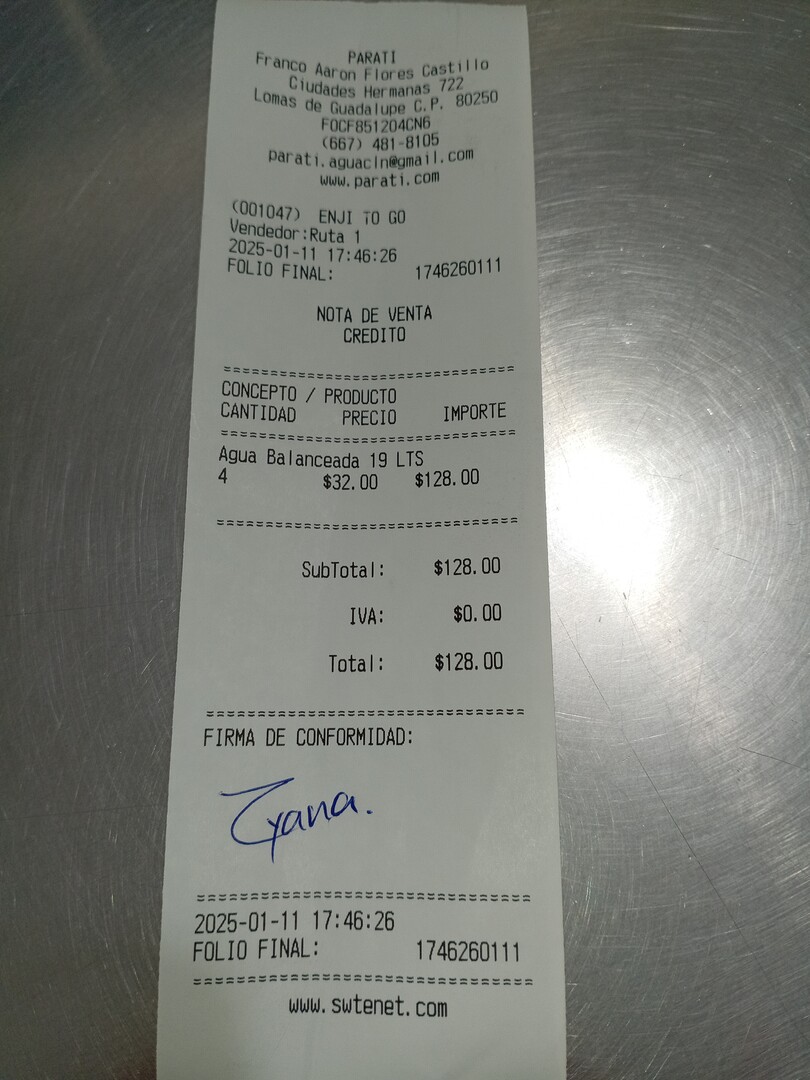 PARATI
Franco Aaron Flores Castillo
Ciudades Hermanas 722
Lomas de Guadalupe C.P. 80250
FOCF851204CN6
(667) 481-8105
parati.aguacln@gmail.com
www.parati.com
(001047) ENJI TO GO
Vendedor:Ruta 1
2025-01-11 17:46:26
FOLIO FINAL: 1746260111
NOTA DE VENTA
CREDITO
==============================
CONCEPTO / PRODUCTO
CANTIDAD PRECIO IMPORTE
==============================
Agua Balanceada 19 LTS
4 $32.00 $128.00
==============================
SubTotal: $128.00
IVA: $0.00
Total: $128.00
==============================
FIRMA DE CONFORMIDAD:
Zyana.
==============================
2025-01-11 17:46:26
FOLIO FINAL: 1746260111
==============================
www.swtenet.com